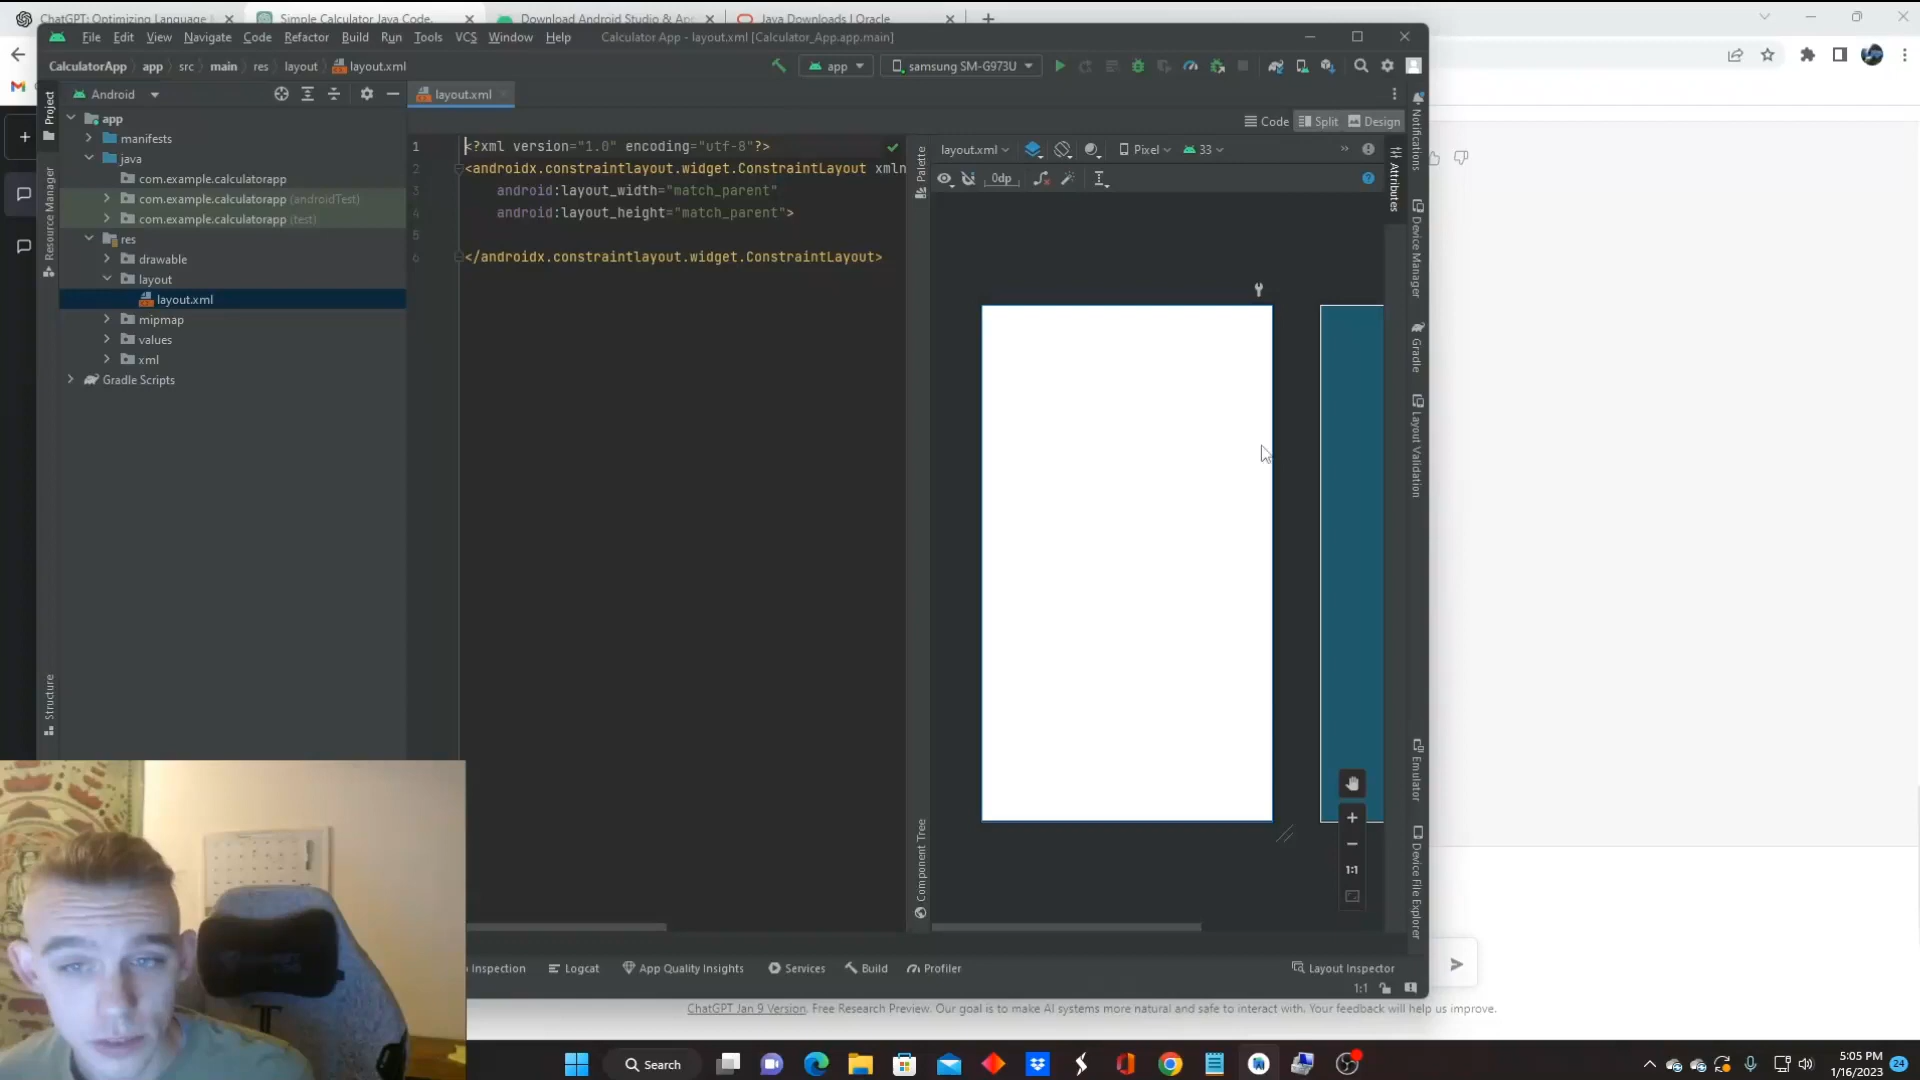 ChatGPT: Optimizing Language
Simple Calculator Java Code.
Download Android Studio & App
Java Downloads | Oracle
File Edit View Navigate Code Refactor Build Run Tools VCS Window Help Calculator App - layout.xml [Calculator_App.app.main]
CalculatorApp app src main res layout layout.xml
app samsung SM-G973U
Project
Resource Manager
Structure
Android
app
manifests
java
com.example.calculatorapp
com.example.calculatorapp (androidTest)
com.example.calculatorapp (test)
res
drawable
layout
layout.xml
mipmap
values
xml
Gradle Scripts
layout.xml
Code Split Design
1 <?xml version="1.0" encoding="utf-8"?>
2 <androidx.constraintlayout.widget.ConstraintLayout xmln
3 android:layout_width="match_parent"
4 android:layout_height="match_parent">
5
6 </androidx.constraintlayout.widget.ConstraintLayout>
Palette
Component Tree
layout.xml Pixel 33
0dp
1:1
Attributes
Notifications
Device Manager
Gradle
Layout Validation
Emulator
Device File Explorer
Inspection Logcat App Quality Insights Services Build Profiler Layout Inspector
1:1
ChatGPT Jan 9 Version. Free Research Preview. Our goal is to make AI systems more natural and safe to interact with. Your feedback will help us improve.
Search
5:05 PM
1/16/2023
24